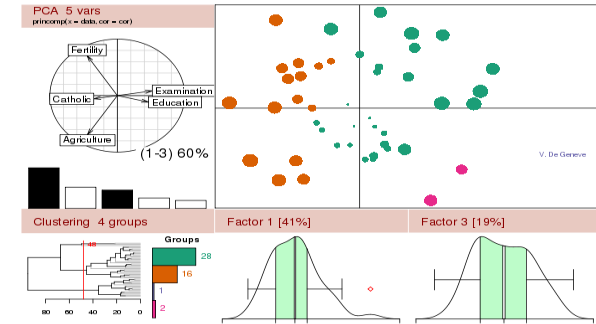 PCA 5 vars
princomp(x = data, cor = cor)
Fertility
Catholic
Examination
Education
Agriculture
(1-3) 60%
V. De Geneve
Clustering 4 groups
Factor 1 [41%]
Factor 3 [19%]
48
Groups
28
16
1
2
80 60 40 20 0